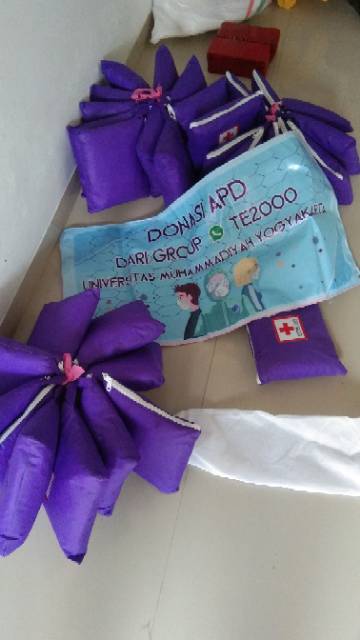 DONASI APD
DARI GROUP TE2000
UNIVERSITAS MUHAMMADIYAH YOGYAKARTA